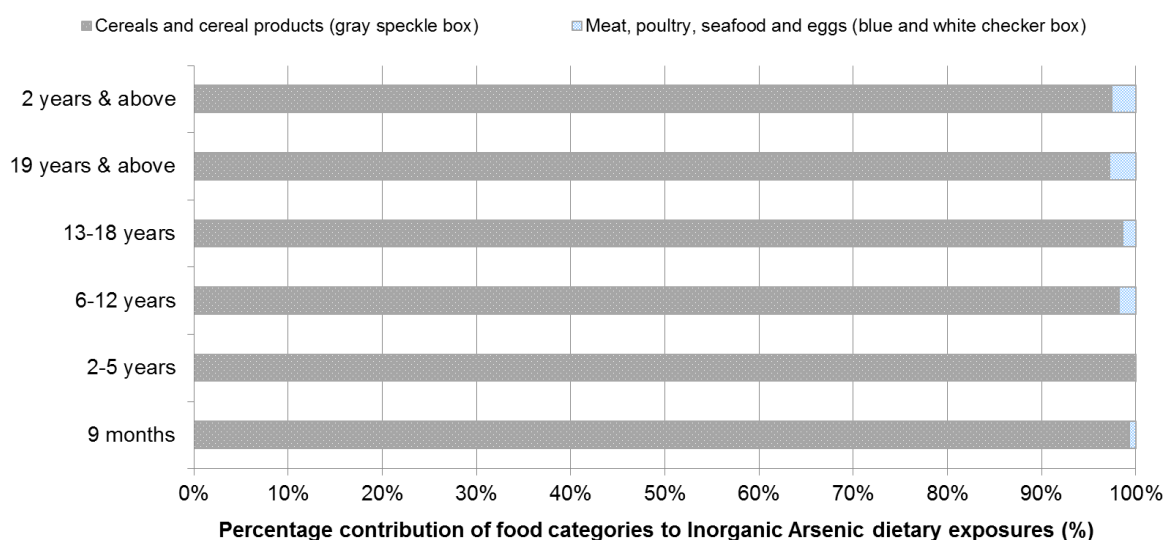 Cereals and cereal products (gray speckle box)
Meat, poultry, seafood and eggs (blue and white checker box)
2 years & above
19 years & above
13-18 years
6-12 years
2-5 years
9 months
0% 10% 20% 30% 40% 50% 60% 70% 80% 90% 100%
Percentage contribution of food categories to Inorganic Arsenic dietary exposures (%)